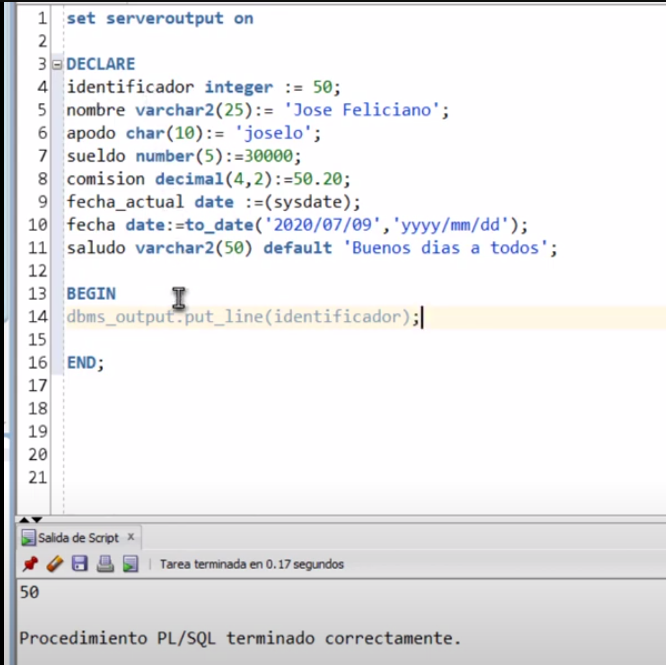 1 set serveroutput on
2
3 DECLARE
4 identificador integer := 50;
5 nombre varchar2(25):= 'Jose Feliciano';
6 apodo char(10):= 'joselo';
7 sueldo number(5):=30000;
8 comision decimal(4,2):=50.20;
9 fecha_actual date :=(sysdate);
10 fecha date:=to_date('2020/07/09','yyyy/mm/dd');
11 saludo varchar2(50) default 'Buenos dias a todos';
12
13 BEGIN
14 dbms_output.put_line(identificador);
15
16 END;
17
18
19
20
21
Salida de Script x
Tarea terminada en 0.17 segundos
50
Procedimiento PL/SQL terminado correctamente.